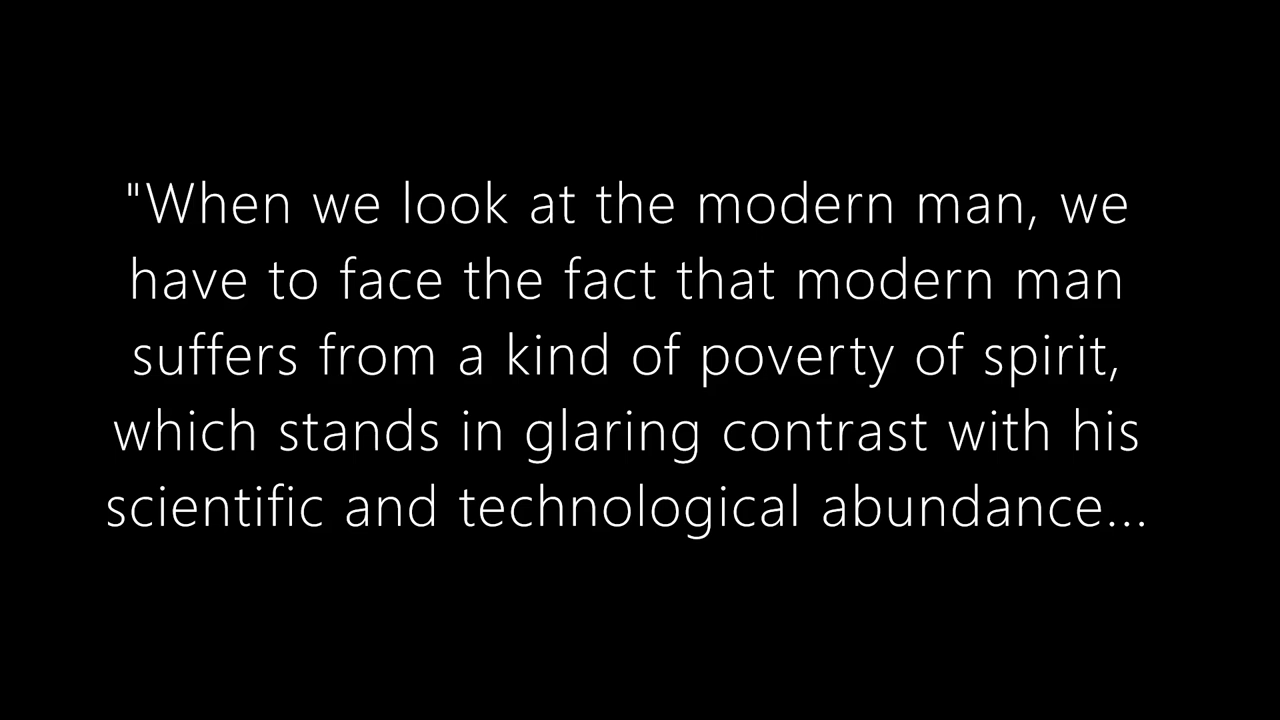 "When we look at the modern man, we
have to face the fact that modern man
suffers from a kind of poverty of spirit,
which stands in glaring contrast with his
scientific and technological abundance...